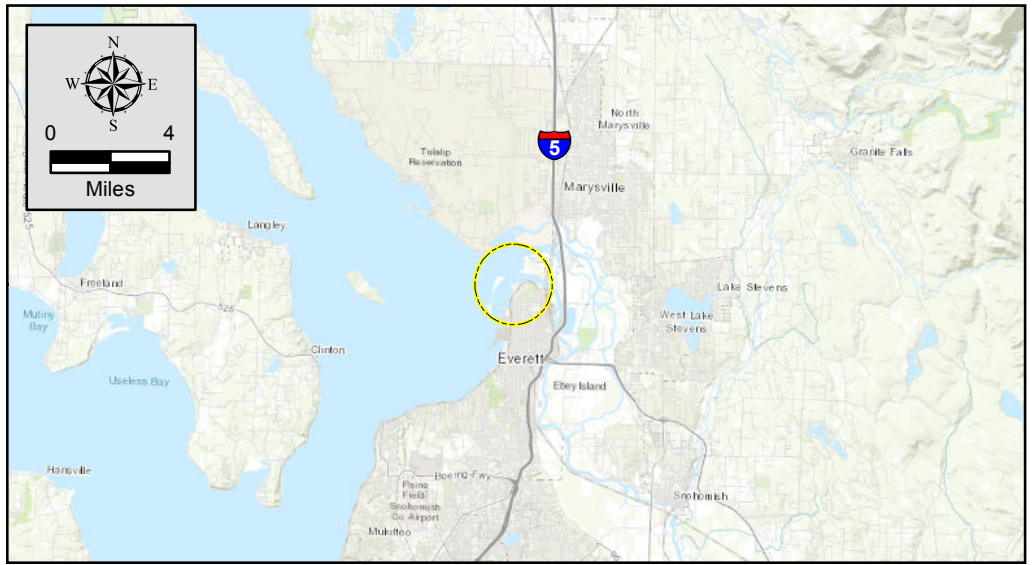 N
W E
S
0 4
Miles
5
North
Marysville
Tulalip
Reservation
Granite Falls
Marysville
525
Langley
Freeland
Lake Stevens
525
Mutiny
Bay
West Lake
Stevens
Clinton
Everett
Useless Bay
Ebey Island
Hansville
Boeing-Fwy
Paine
Field
Snohomish
Co Airport
Snohomish
Mukilteo